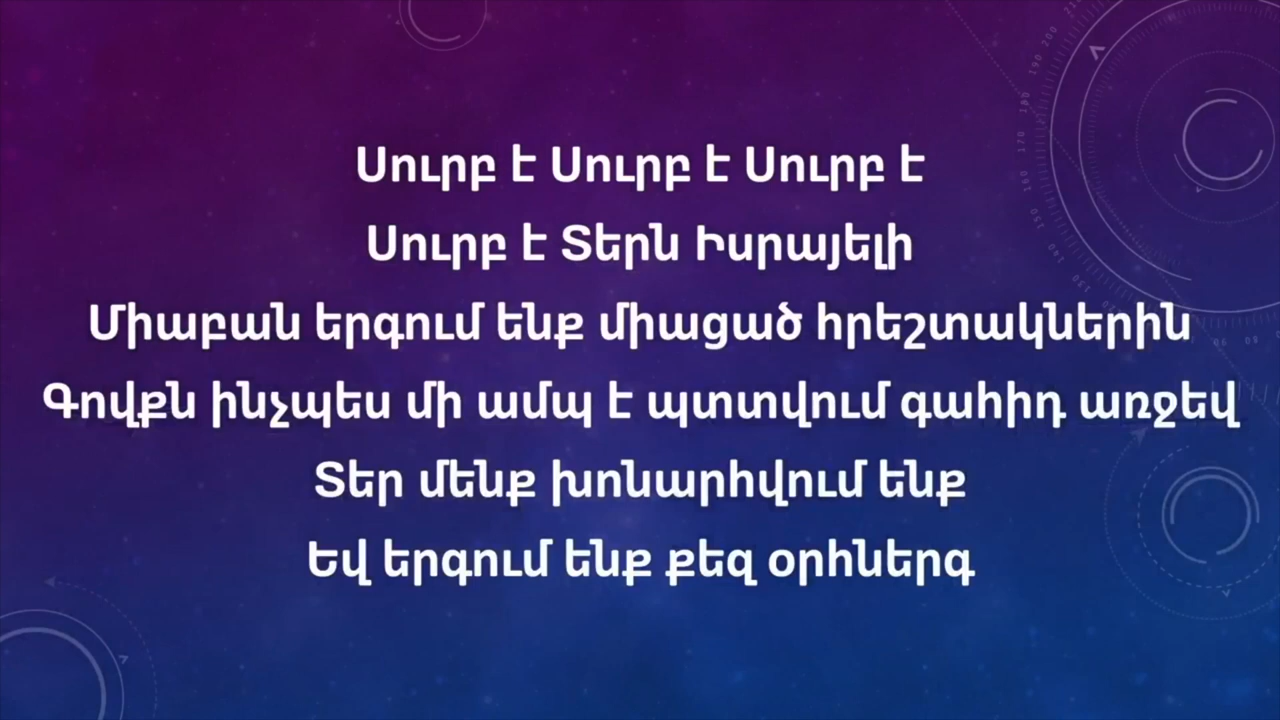 Սուրբ է Սուրբ է Սուրբ է
Սուրբ է Տերն Իսրայելի
Միաբան երգում ենք միացած հրեշտակներին
Գովքն ինչպես մի ամպ է պտտվում գահիդ առջեվ
Տեր մենք խոնարհվում ենք
Եվ երգում ենք քեզ օրհներգ